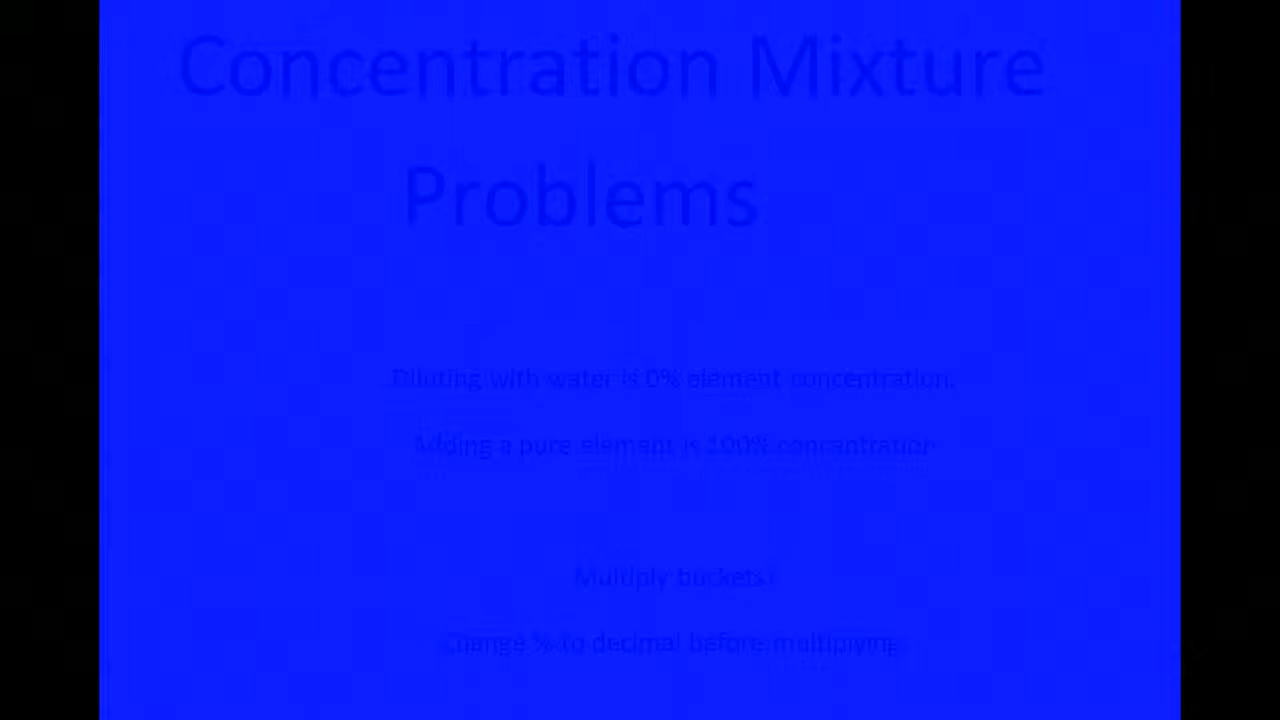 Concentration Mixture
Problems
Diluting with water is 0% element concentration.
Adding a pure element is 100% concentration
Multiply buckets!
Change % to decimal before multiplying.